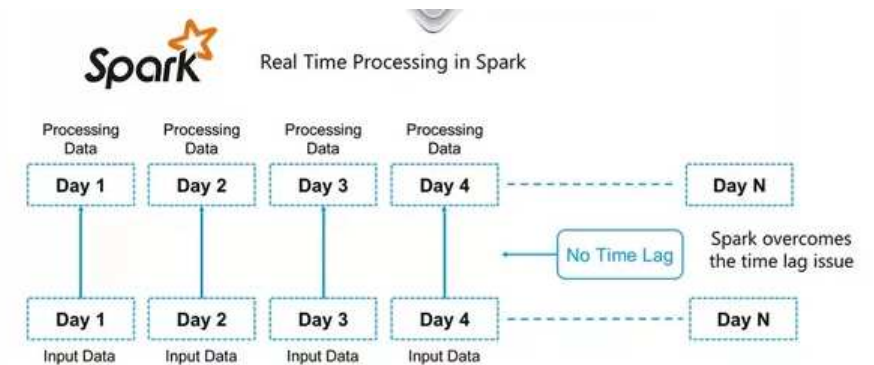 Spark
Real Time Processing in Spark
Processing Data
Processing Data
Processing Data
Processing Data
Day 1
Day 2
Day 3
Day 4
Day N
No Time Lag
Spark overcomes
the time lag issue
Day 1
Day 2
Day 3
Day 4
Day N
Input Data
Input Data
Input Data
Input Data